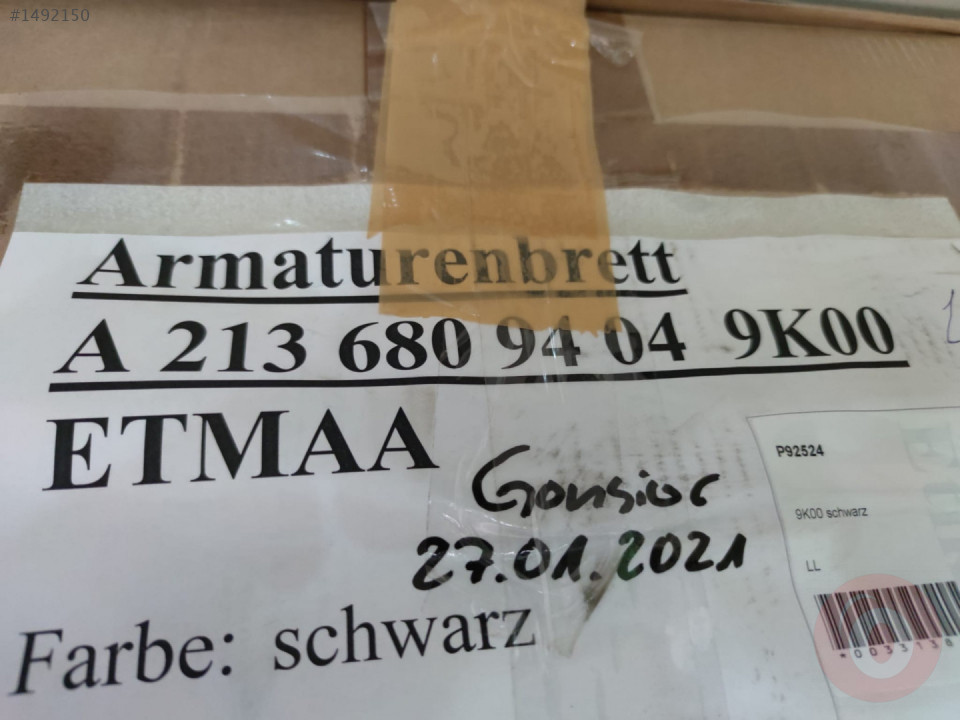 #1492150
Armaturenbrett
A 213 680 94 04 9K00
ETMAA
Gonsior
27.01.2021
Farbe: schwarz
P92524
9K00 schwarz
LL